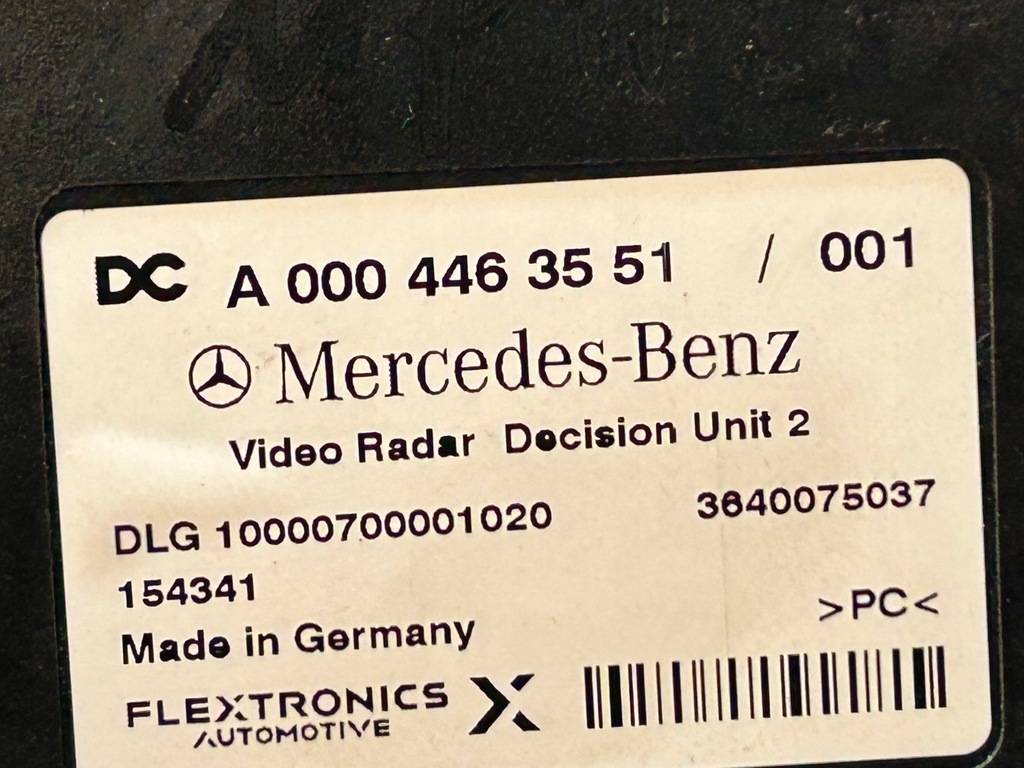 DC A 000 446 35 51 / 001
Mercedes-Benz
Video Radar Decision Unit 2
DLG 10000700001020 3640075037
154341
Made in Germany >PC<
FLEXTRONICS X
AUTOMOTIVE